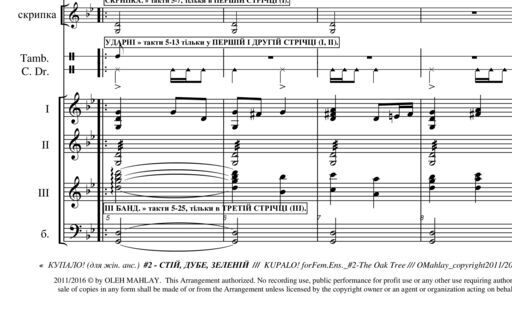 СКРИПКА. » такти 5-7, тільки в ПЕРШІЙ СТРІЧЦІ (I).
скрипка
УДАРНІ » такти 5-13 тільки у ПЕРШІЙ І ДРУГІЙ СТРІЧЦІ (I, II).
Tamb.
C. Dr.
I
II
III
III БАНД. » такти 5-25, тільки в ТРЕТІЙ СТРІЧЦІ (III).
5 6 7 8
б.
« КУПАЛО! (для жін. анс.) #2 - СТІЙ, ДУБЕ, ЗЕЛЕНІЙ /// KUPALO! forFem.Ens._#2-The Oak Tree /// OMahlay_copyright2011/20
2011/2016 © by OLEH MAHLAY. This Arrangement authorized. No recording use, public performance for profit use or any other use requiring author
sale of copies in any form shall be made of or from the Arrangement unless licensed by the copyright owner or an agent or organization acting on behal